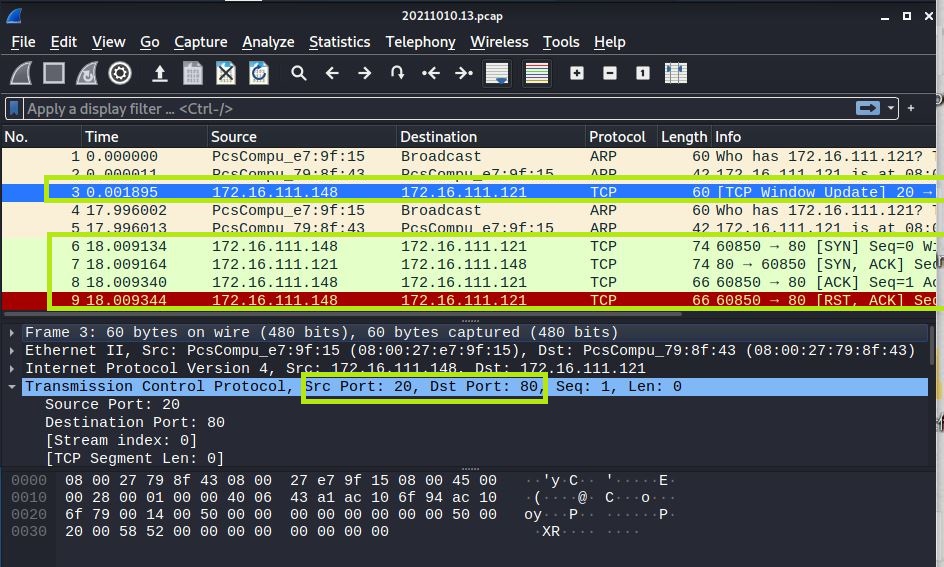 20211010.13.pcap
File Edit View Go Capture Analyze Statistics Telephony Wireless Tools Help
Apply a display filter ... <Ctrl-/>
No. Time Source Destination Protocol Length Info
1 0.000000 PcsCompu_e7:9f:15 Broadcast ARP 60 Who has 172.16.111.121? T
2 0.000011 PcsCompu_79:8f:43 PcsCompu_e7:9f:15 ARP 42 172.16.111.121 is at 08:
3 0.001895 172.16.111.148 172.16.111.121 TCP 60 [TCP Window Update] 20 →
4 17.996002 PcsCompu_e7:9f:15 Broadcast ARP 60 Who has 172.16.111.121? T
5 17.996013 PcsCompu_79:8f:43 PcsCompu_e7:9f:15 ARP 42 172.16.111.121 is at 08:
6 18.009134 172.16.111.148 172.16.111.121 TCP 74 60850 → 80 [SYN] Seq=0 Wi
7 18.009164 172.16.111.121 172.16.111.148 TCP 74 80 → 60850 [SYN, ACK] Seq=
8 18.009340 172.16.111.148 172.16.111.121 TCP 66 60850 → 80 [ACK] Seq=1 Ac
9 18.009344 172.16.111.148 172.16.111.121 TCP 66 60850 → 80 [RST, ACK] Seq
Frame 3: 60 bytes on wire (480 bits), 60 bytes captured (480 bits)
Ethernet II, Src: PcsCompu_e7:9f:15 (08:00:27:e7:9f:15), Dst: PcsCompu_79:8f:43 (08:00:27:79:8f:43)
Internet Protocol Version 4, Src: 172.16.111.148, Dst: 172.16.111.121
Transmission Control Protocol, Src Port: 20, Dst Port: 80, Seq: 1, Len: 0
Source Port: 20
Destination Port: 80
[Stream index: 0]
[TCP Segment Len: 0]
0000 08 00 27 79 8f 43 08 00 27 e7 9f 15 08 00 45 00 ··'y·C·· '·····E·
0010 00 28 00 01 00 00 40 06 43 a1 ac 10 6f 94 ac 10 ·(····@· C···o···
0020 6f 79 00 14 00 50 00 00 00 00 00 00 00 00 50 00 oy···P·· ······P·
0030 20 00 58 52 00 00 00 00 00 00 00 00 ·XR···· ····